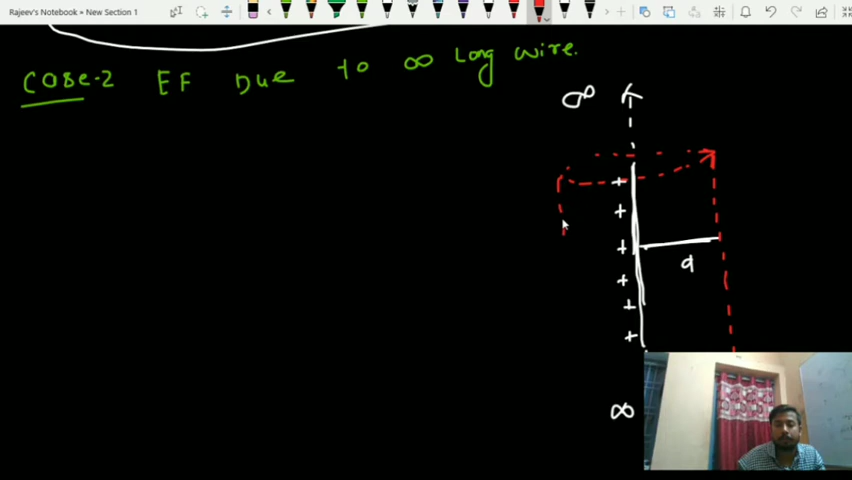 Rajeev's Notebook » New Section 1
Case-2 EF Due to ∞ long wire.
∞
+
+
+
a
+
+
+
∞